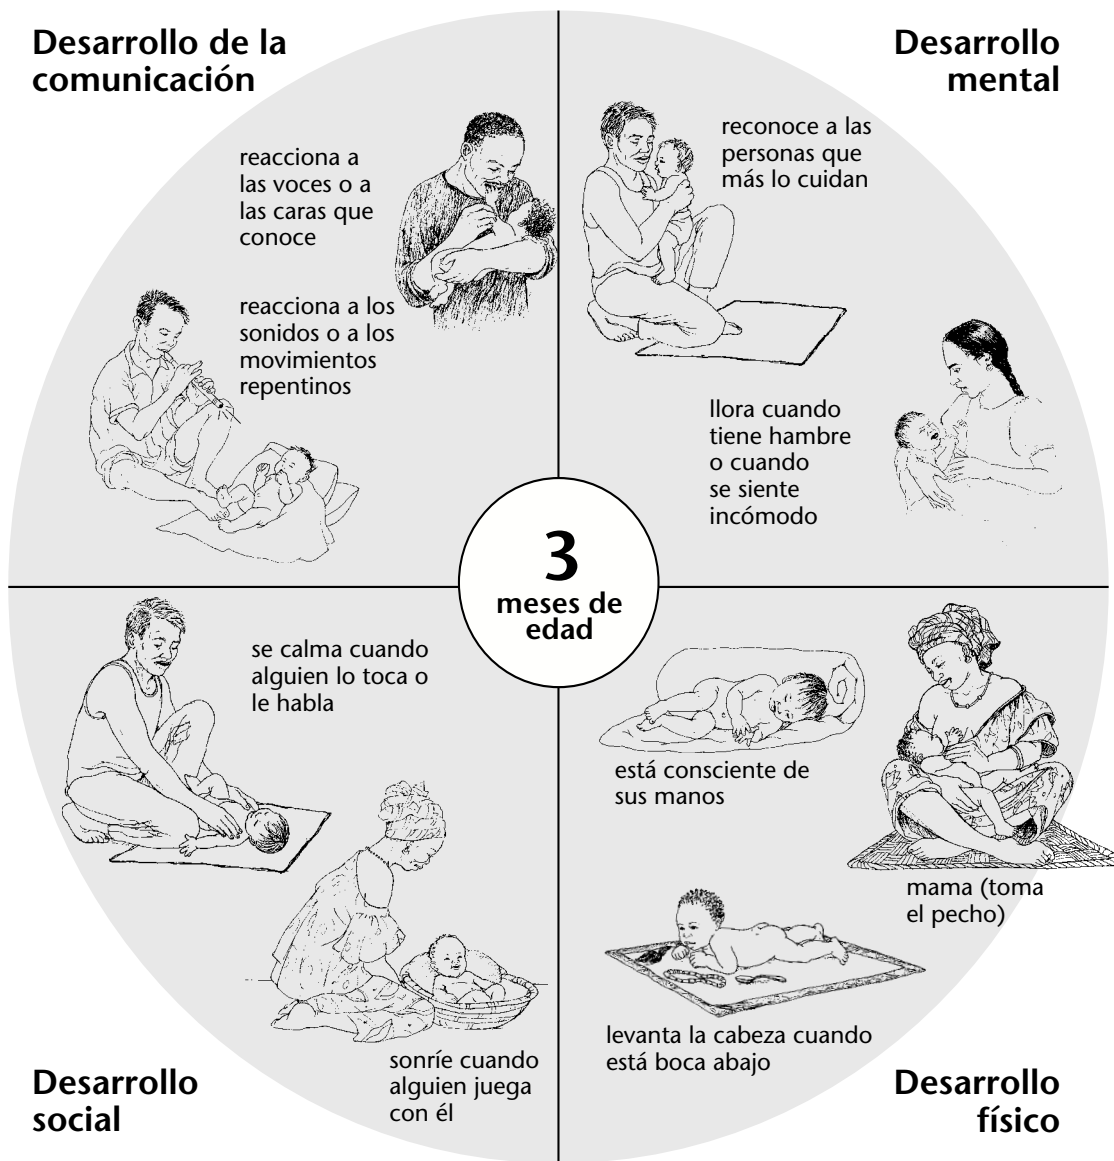 Desarrollo de la
comunicación
reacciona a
las voces o a
las caras que
conoce
reacciona a los
sonidos o a los
movimientos
repentinos
Desarrollo
mental
reconoce a las
personas que
más lo cuidan
llora cuando
tiene hambre
o cuando
se siente
incómodo
3
meses de
edad
se calma cuando
alguien lo toca o
le habla
sonríe cuando
alguien juega
con él
Desarrollo
social
está consciente de
sus manos
mama (toma
el pecho)
levanta la cabeza cuando
está boca abajo
Desarrollo
físico